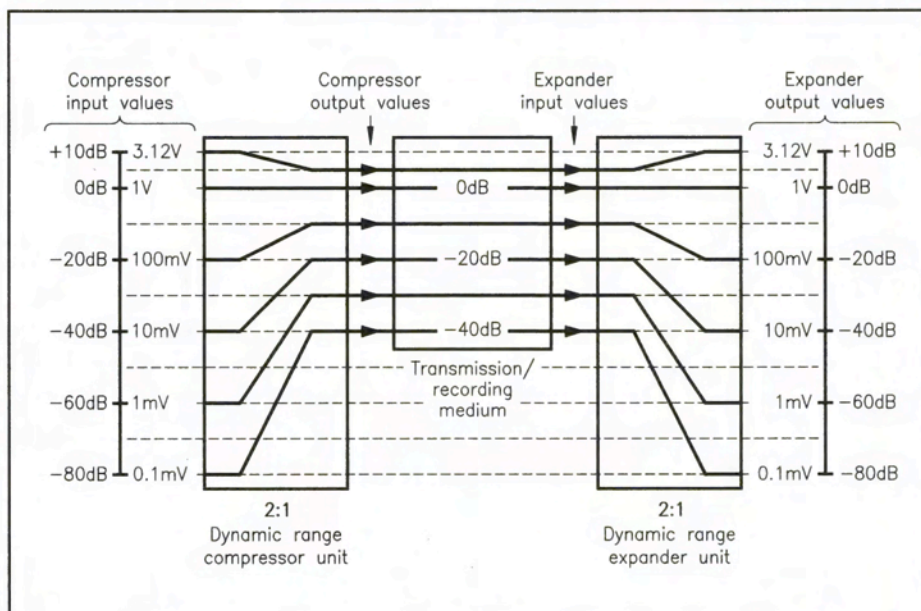 Compressor
input values
Compressor
output values
Expander
input values
Expander
output values
+10dB 3.12V 3.12V +10dB
0dB 1V 0dB 1V 0dB
-20dB 100mV -20dB 100mV -20dB
-40dB 10mV -40dB 10mV -40dB
Transmission/
recording
medium
-60dB 1mV 1mV -60dB
-80dB 0.1mV 0.1mV -80dB
2:1
Dynamic range
compressor unit
2:1
Dynamic range
expander unit